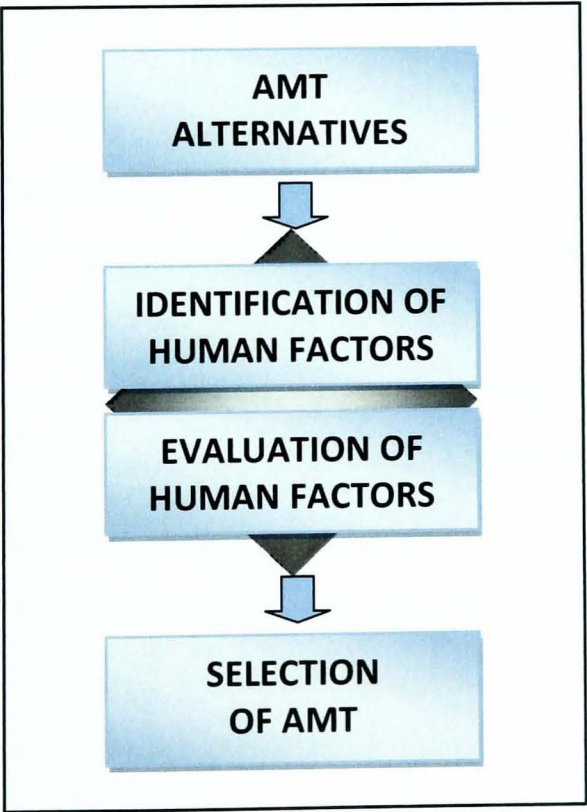 AMT
ALTERNATIVES
IDENTIFICATION OF
HUMAN FACTORS
EVALUATION OF
HUMAN FACTORS
SELECTION
OF AMT